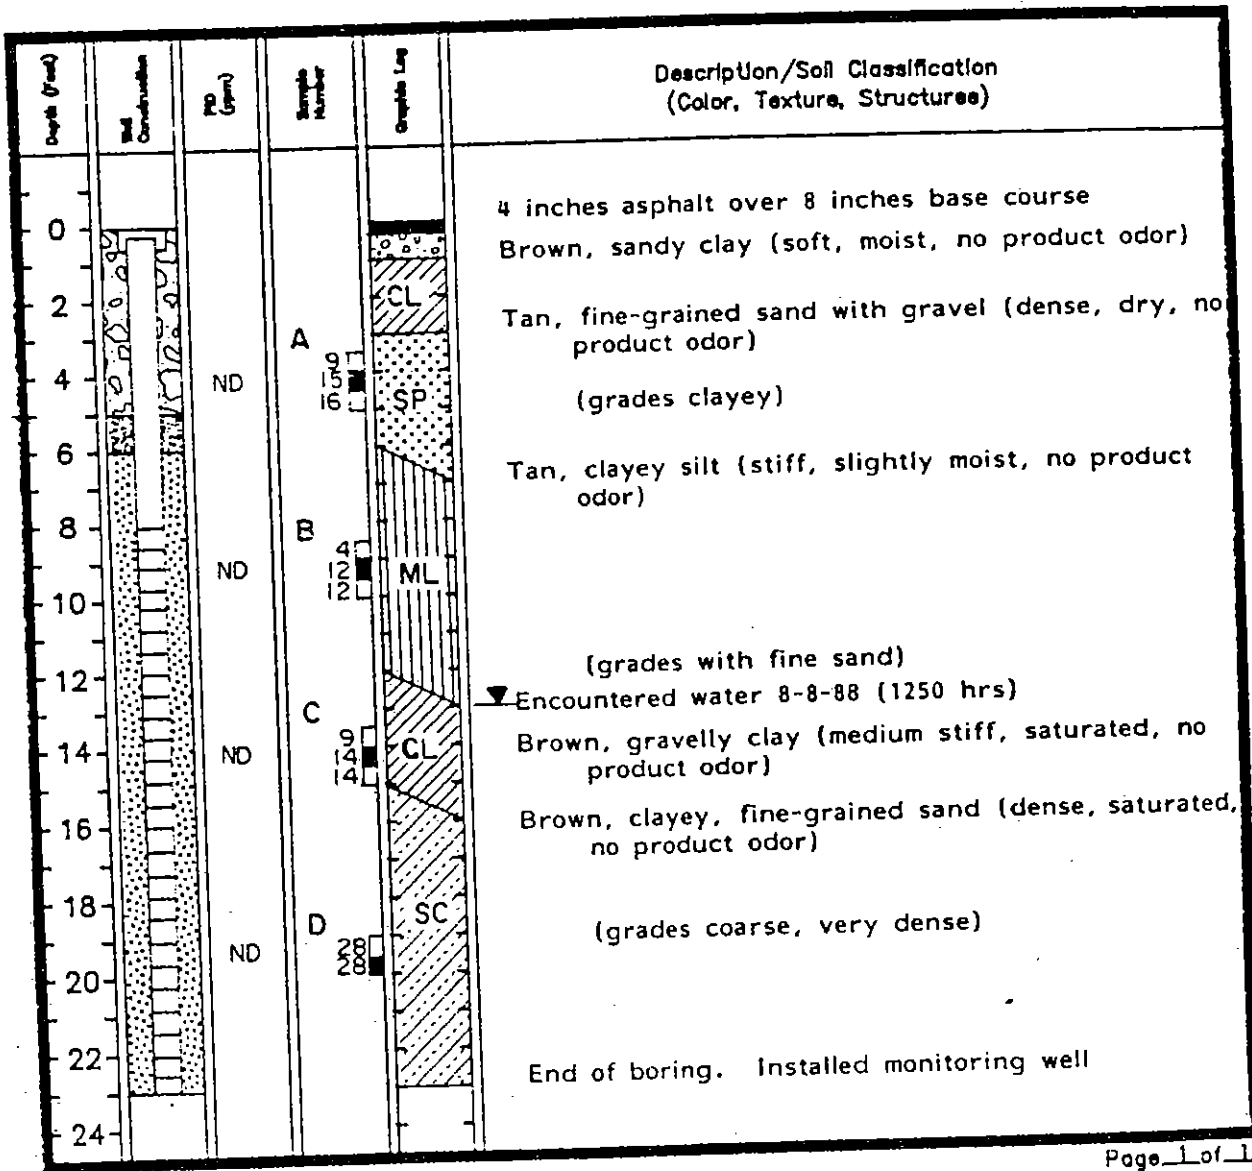 Depth (Feet)
Well Construction
PID (ppm)
Sample Number
Graphic Log
Description/Soil Classification
(Color, Texture, Structures)
4 inches asphalt over 8 inches base course
0
Brown, sandy clay (soft, moist, no product odor)
CL
2
Tan, fine-grained sand with gravel (dense, dry, no
product odor)
A
9
15
16
4
ND
SP
(grades clayey)
6
Tan, clayey silt (stiff, slightly moist, no product
odor)
8
B
4
12
12
ND
ML
10
(grades with fine sand)
12
Encountered water 8-8-88 (1250 hrs)
C
9
14
14
CL
Brown, gravelly clay (medium stiff, saturated, no
product odor)
14
ND
Brown, clayey, fine-grained sand (dense, saturated,
no product odor)
16
18
D
SC
(grades coarse, very dense)
28
28
ND
20
22
End of boring. Installed monitoring well
24
Page 1 of 1